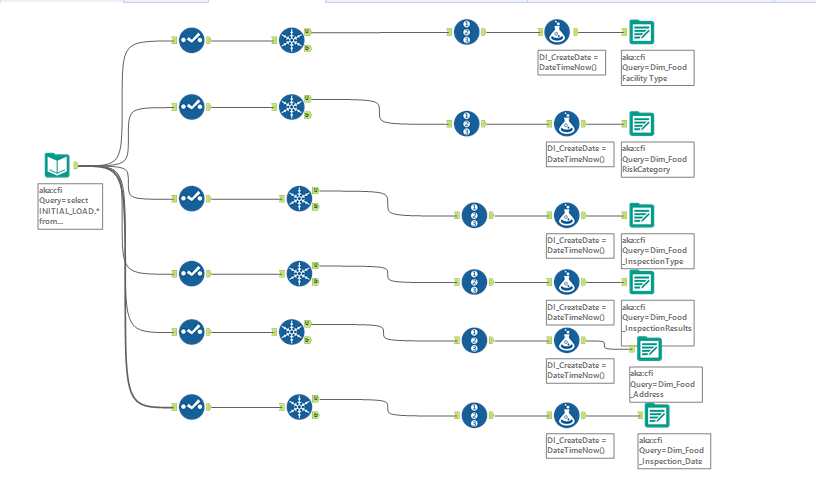 DI_CreateDate =
DateTimeNow()
aka:cfi
Query=Dim_Food
Facility Type
DI_CreateDate =
DateTimeNow()
aka:cfi
Query=Dim_Food
RiskCategory
aka:cfi
Query=select
INITIAL_LOAD.*
from...
DI_CreateDate =
DateTimeNow()
aka:cfi
Query=Dim_Food
_InspectionType
DI_CreateDate =
DateTimeNow()
aka:cfi
Query=Dim_Food
_InspectionResults
DI_CreateDate =
DateTimeNow()
aka:cfi
Query=Dim_Food
_Address
DI_CreateDate =
DateTimeNow()
aka:cfi
Query=Dim_Food
_Inspection_Date